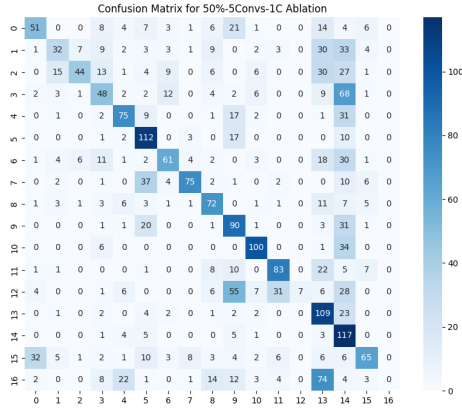 Confusion Matrix for 50%-5Convs-1C Ablation
0 51 0 0 8 4 7 3 1 6 21 1 0 0 14 4 6 0
1 1 32 7 9 2 3 3 1 9 2 3 0 0 30 33 4 0
2 0 15 44 13 1 4 9 0 6 0 6 0 0 30 27 1 0
3 2 3 1 48 2 2 12 0 4 2 6 0 0 9 68 1 0
4 0 0 0 1 75 9 0 0 0 17 2 0 0 1 31 0 0
5 0 0 0 0 2 112 0 3 0 17 0 0 0 0 10 0 0
6 1 4 6 11 1 2 61 4 2 0 3 0 0 18 30 1 0
7 0 2 0 1 0 37 4 75 2 1 0 2 0 0 10 6 0
8 1 3 1 3 6 3 1 1 72 1 1 0 0 11 7 5 0
9 0 0 0 1 1 20 0 0 1 90 1 0 0 3 31 0 0
10 0 0 0 6 0 0 0 0 0 0 100 0 0 1 34 0 0
11 1 0 0 0 1 0 0 0 8 10 0 83 0 22 5 7 0
12 4 0 0 1 6 0 0 0 6 55 7 31 7 6 28 0 0
13 0 1 0 2 0 4 2 0 1 2 0 0 0 109 23 0 0
14 0 0 0 1 4 5 0 0 0 5 1 0 0 3 117 0 0
15 32 5 1 2 1 10 8 3 4 2 6 0 6 6 65 0
16 2 0 0 8 22 1 0 14 12 3 4 0 74 3 0 0
0 1 2 3 4 5 6 7 8 9 10 11 12 13 14 15 16
100
80
60
40
20
0